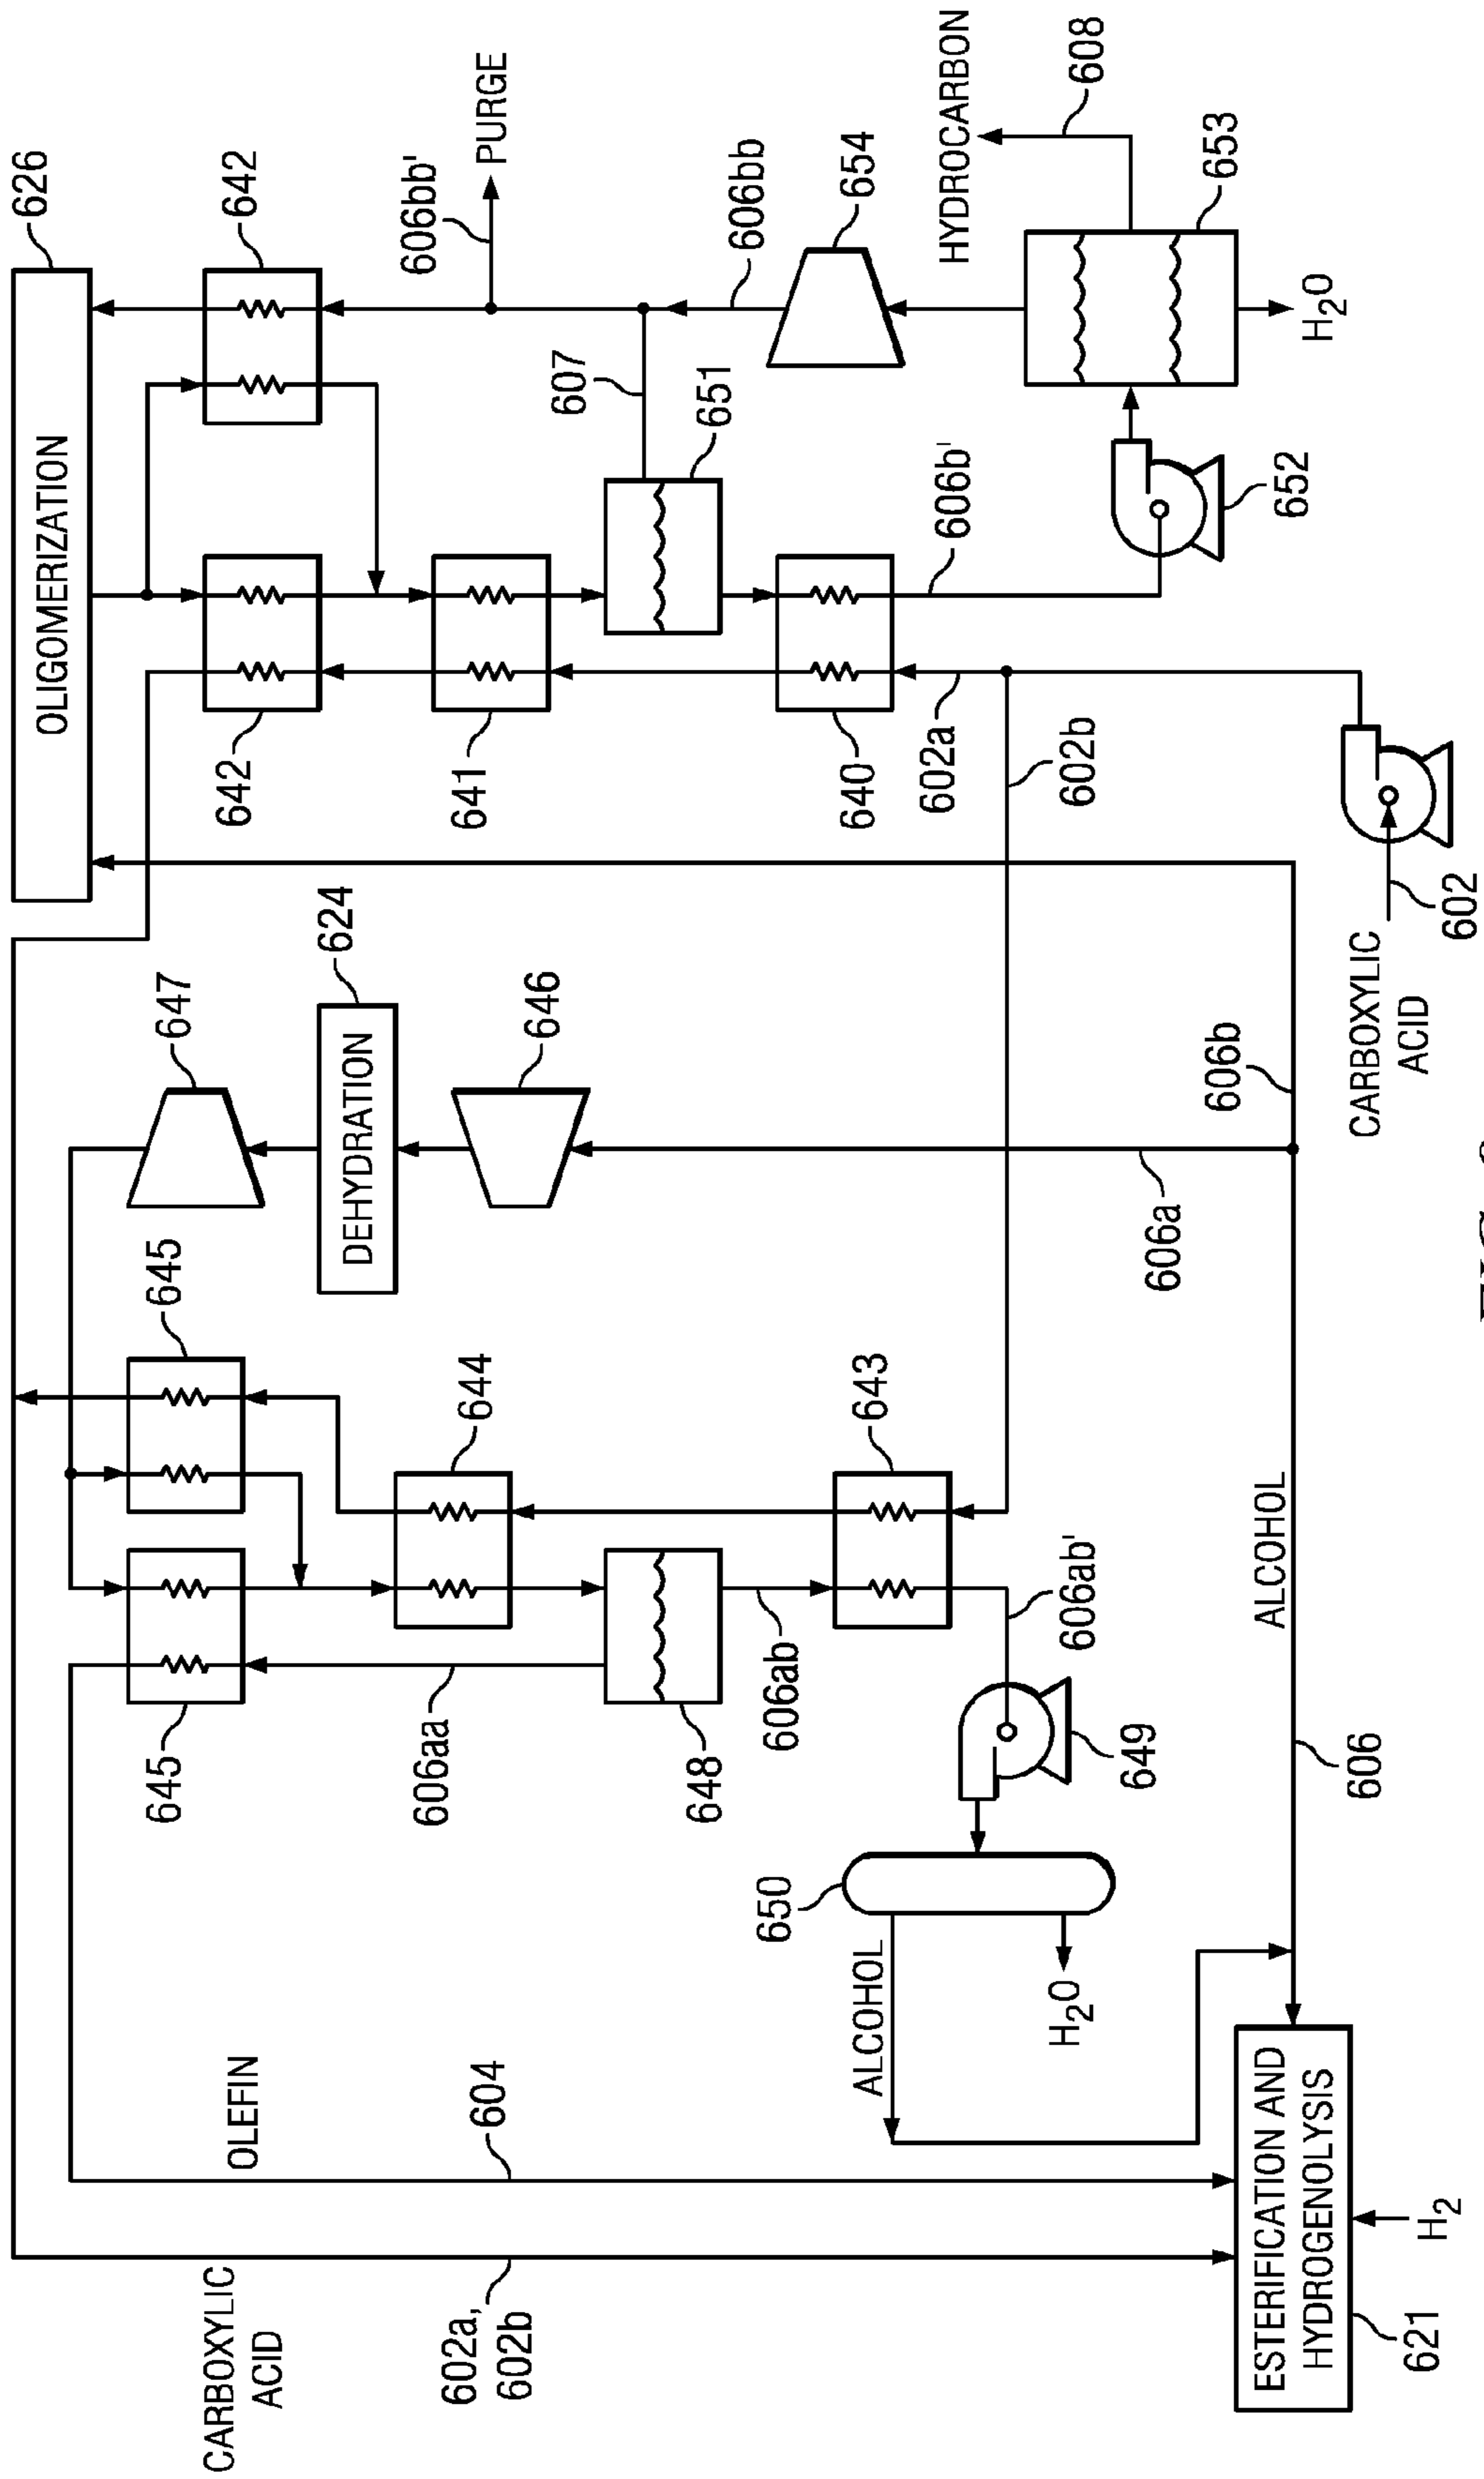 CARBOXYLIC
ACID
602a,
602b
OLEFIN
604
645
645
647
624
626
642
642
OLIGOMERIZATION
DEHYDRATION
606aa
644
646
641
606bb'
PURGE
648
606ab
607
651
650
643
640
606bb
654
ALCOHOL
H2O
649
606ab'
602a
602b
606b'
HYDROCARBON
608
606a
606b
652
653
H2O
ESTERIFICATION AND
HYDROGENOLYSIS
ALCOHOL
606
621
H2
CARBOXYLIC
ACID
602